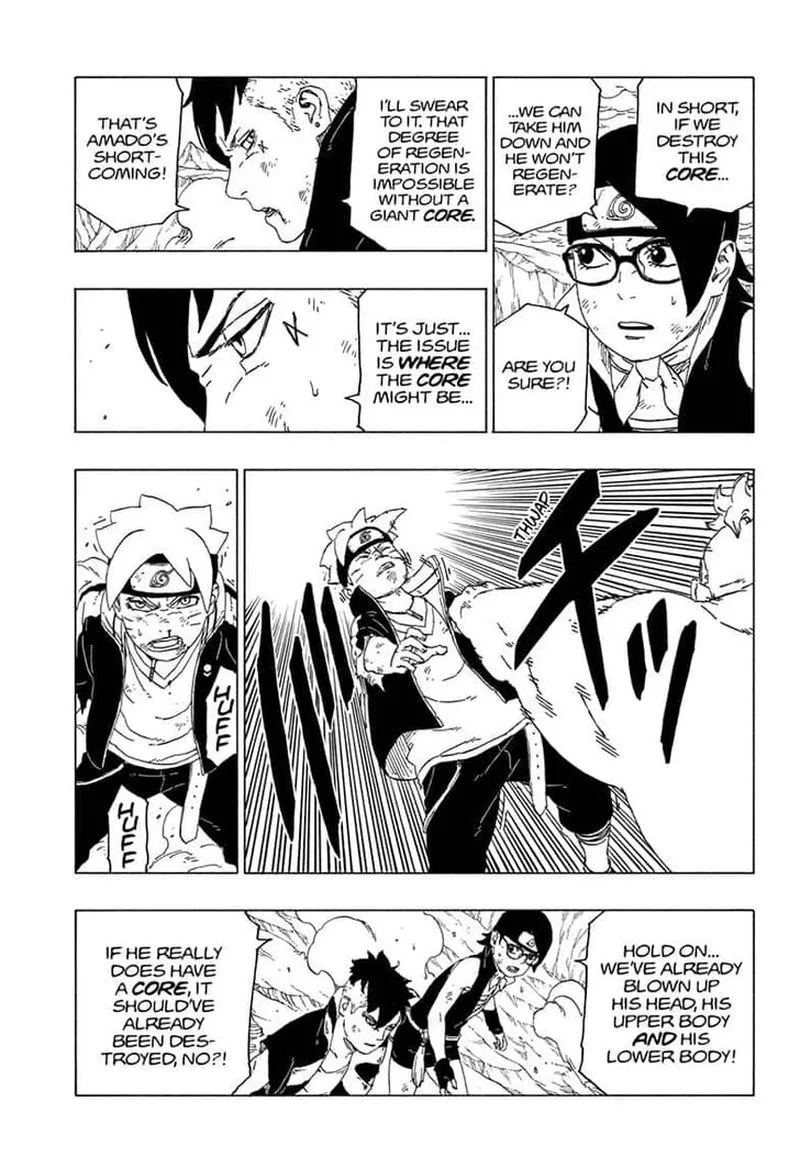 IN SHORT,
IF WE
DESTROY
THIS
CORE...
...WE CAN
TAKE HIM
DOWN AND
HE WON'T
REGEN-
ERATE?
ARE YOU
SURE?!
I'LL SWEAR
TO IT. THAT
DEGREE
OF REGEN-
ERATION IS
IMPOSSIBLE
WITHOUT A
GIANT CORE.
THAT'S
AMADO'S
SHORT-
COMING!
IT'S JUST...
THE ISSUE
IS WHERE
THE CORE
MIGHT BE...
THWAP
ドッ
HUFF
HUFF
HOLD ON...
WE'VE ALREADY
BLOWN UP
HIS HEAD, HIS
UPPER BODY
AND HIS
LOWER BODY!
IF HE REALLY
DOES HAVE
A CORE, IT
SHOULD'VE
ALREADY
BEEN DES-
TROYED, NO?!